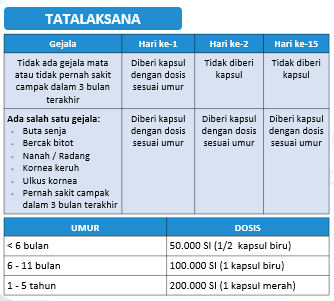 TATALAKSANA
Gejala
Hari ke-1
Hari ke-2
Hari ke-15
Tidak ada gejala mata
atau tidak pernah sakit
campak dalam 3 bulan
terakhir
Diberi kapsul
dengan dosis
sesuai umur
Tidak diberi
kapsul
Tidak diberi
kapsul
Ada salah satu gejala:
- Buta senja
- Bercak bitot
- Nanah / Radang
- Kornea keruh
- Ulkus kornea
- Pernah sakit campak
dalam 3 bulan terakhir
Diberi kapsul
dengan dosis
sesuai umur
Diberi kapsul
dengan dosis
sesuai umur
Diberi kapsul
dengan dosis
sesuai umur
UMUR
DOSIS
< 6 bulan
50.000 SI (1/2 kapsul biru)
6 - 11 bulan
100.000 SI (1 kapsul biru)
1 - 5 tahun
200.000 SI (1 kapsul merah)